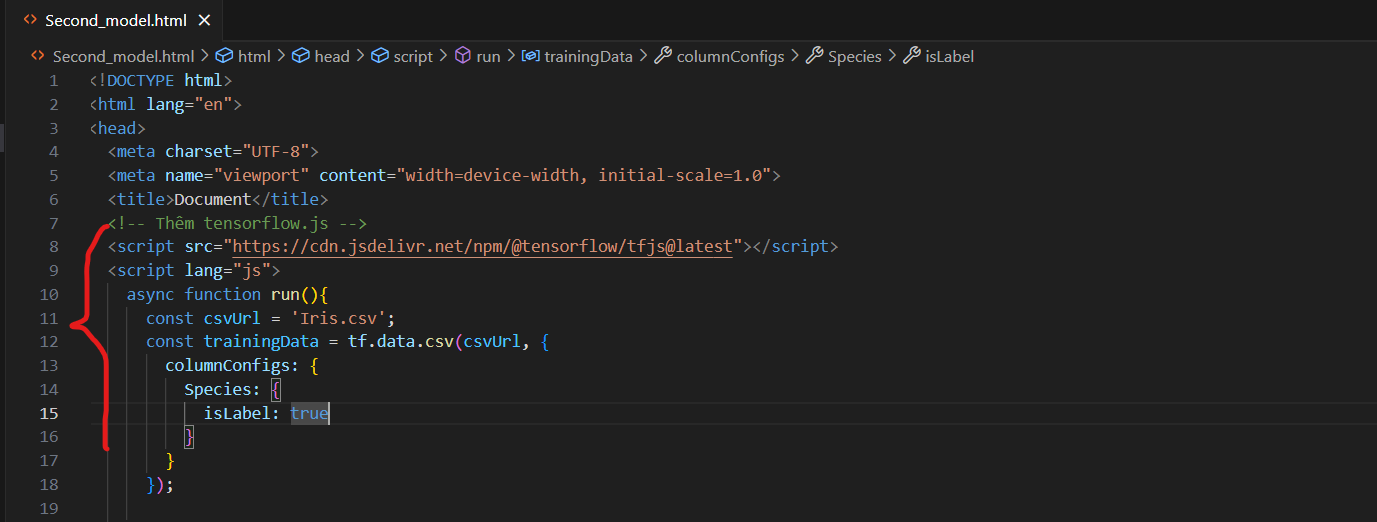 Second_model.html
Second_model.html > html > head > script > run > trainingData > columnConfigs > Species > isLabel
1 <!DOCTYPE html>
2 <html lang="en">
3 <head>
4 <meta charset="UTF-8">
5 <meta name="viewport" content="width=device-width, initial-scale=1.0">
6 <title>Document</title>
7 <!-- Thêm tensorflow.js -->
8 <script src="https://cdn.jsdelivr.net/npm/@tensorflow/tfjs@latest"></script>
9 <script lang="js">
10 async function run(){
11 const csvUrl = 'Iris.csv';
12 const trainingData = tf.data.csv(csvUrl, {
13 columnConfigs: {
14 Species: {
15 isLabel: true
16 }
17 }
18 });
19